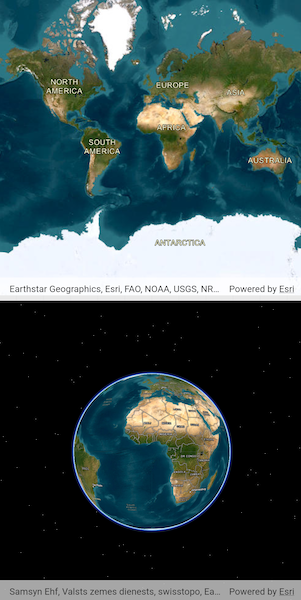 NORTH
AMERICA
EUROPE
ASIA
AFRICA
SOUTH
AMERICA
AUSTRALIA
ANTARCTICA
Earthstar Geographics, Esri, FAO, NOAA, USGS, NR... Powered by Esri
Samsyn Ehf, Valsts zemes dienests, swisstopo, Ea... Powered by Esri